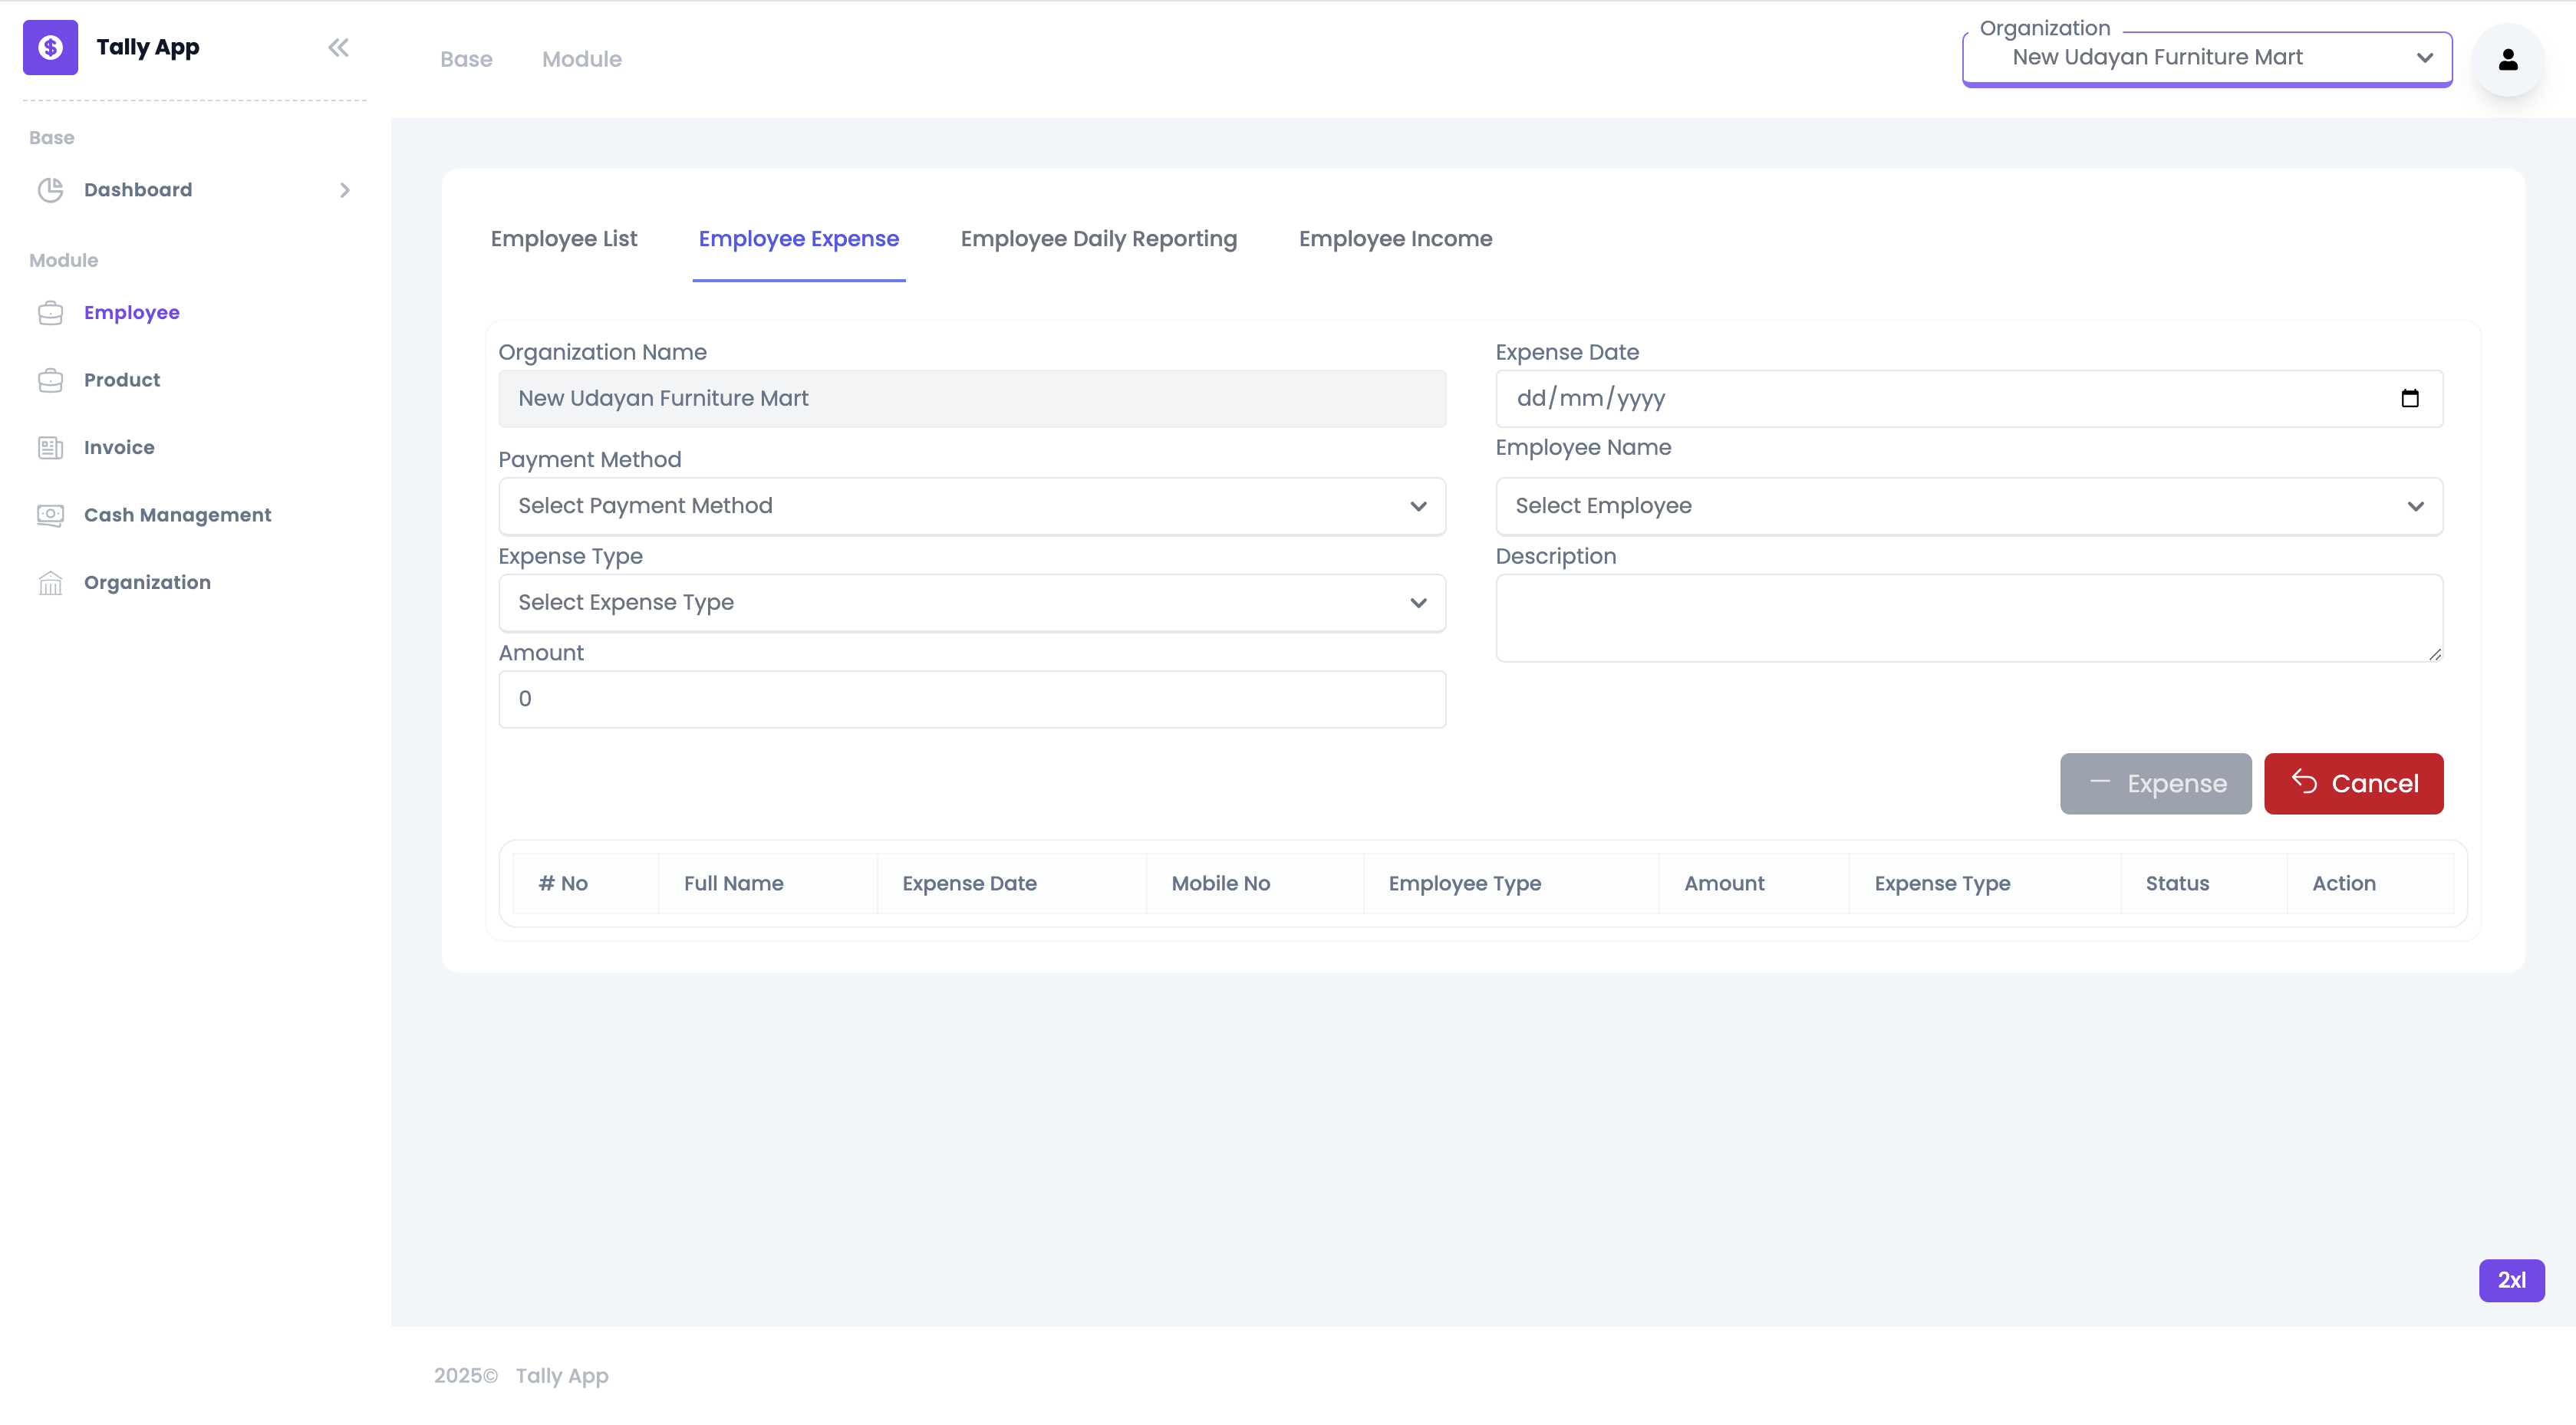 Tally App
Base
Dashboard
Module
Employee
Product
Invoice
Cash Management
Organization
Base Module
Organization
New Udayan Furniture Mart
Employee List Employee Expense Employee Daily Reporting Employee Income
Organization Name
New Udayan Furniture Mart
Expense Date
dd/mm/yyyy
Payment Method
Select Payment Method
Employee Name
Select Employee
Expense Type
Select Expense Type
Description
Amount
0
Expense
Cancel
# No Full Name Expense Date Mobile No Employee Type Amount Expense Type Status Action
2xl
2025© Tally App